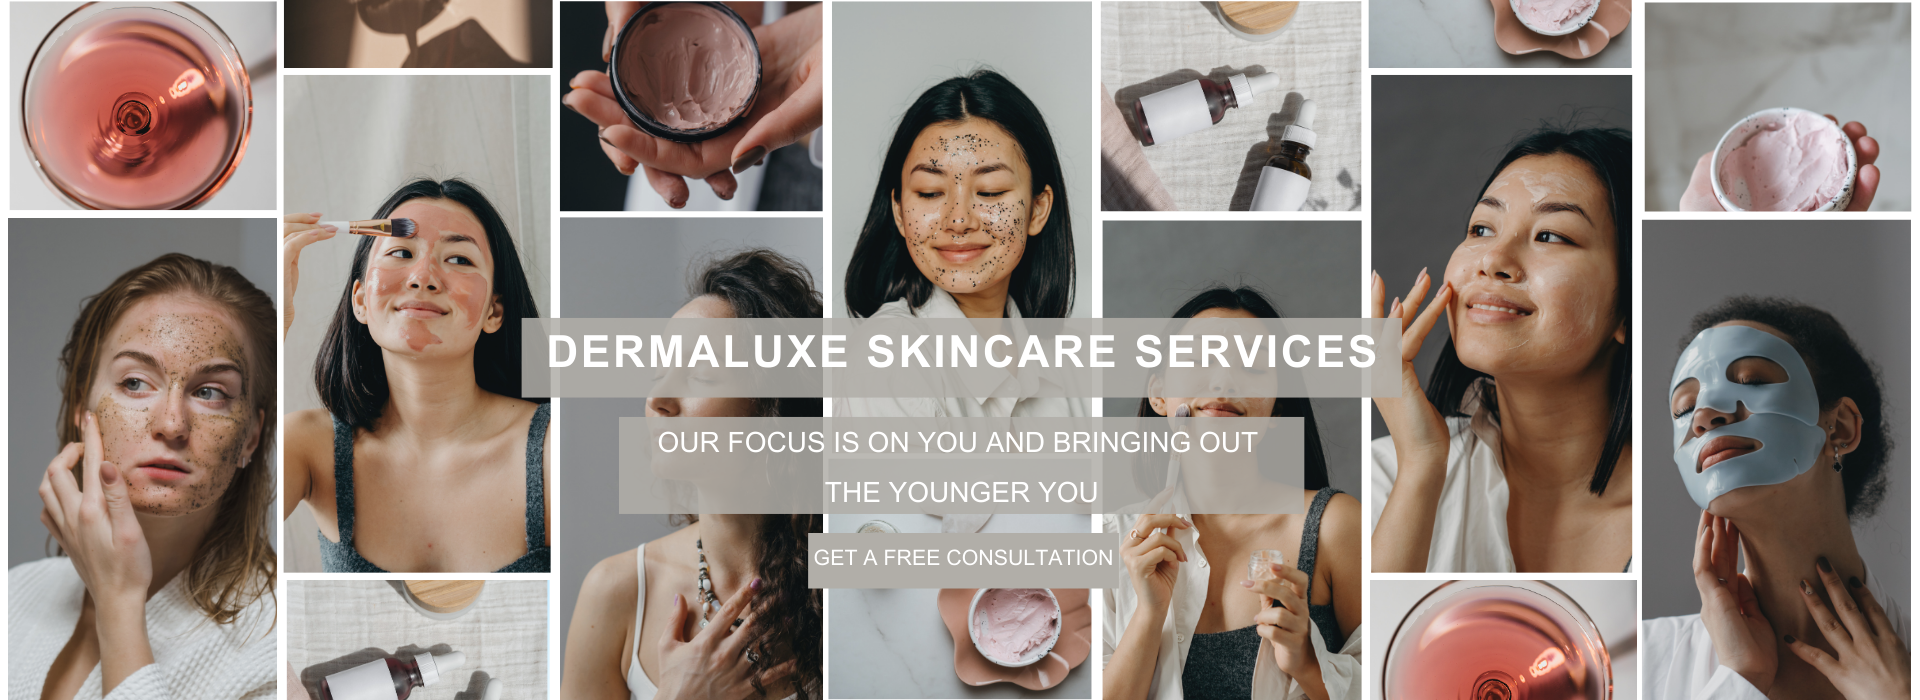 DERMALUXE SKINCARE SERVICES
OUR FOCUS IS ON YOU AND BRINGING OUT
THE YOUNGER YOU
GET A FREE CONSULTATION